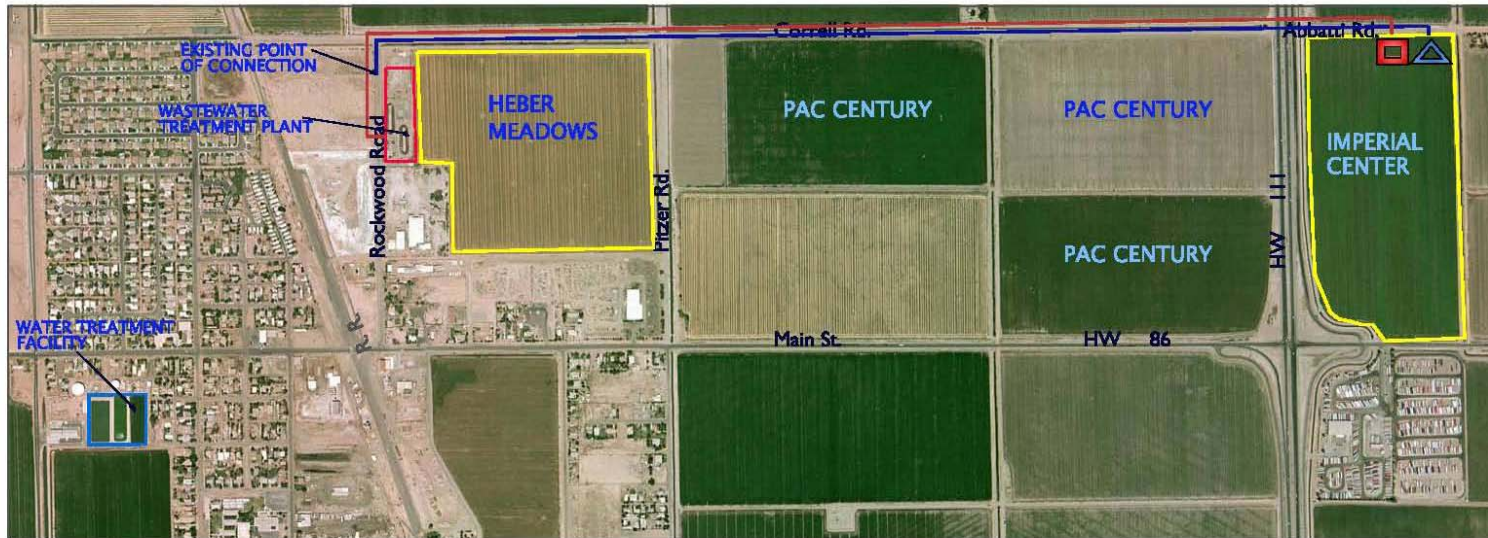 Correll Rd.
Abbatti Rd.
EXISTING POINT
OF CONNECTION
HEBER
MEADOWS
PAC CENTURY
PAC CENTURY
WASTEWATER
TREATMENT PLANT
IMPERIAL
CENTER
Rockwood Road
Pitzer Rd.
HW 111
PAC CENTURY
WATER TREATMENT
FACILITY
R R.
Main St.
HW 86